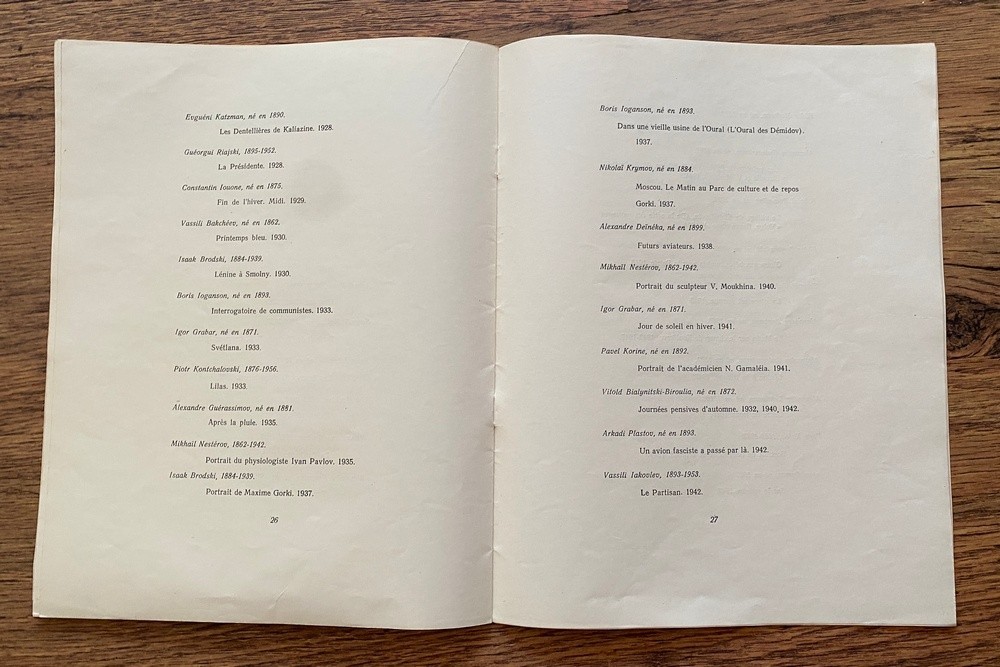 Evguéni Katzman, né en 1890.
Les Dentellières de Kaliazine. 1928.
Guéorgui Riajski, 1895-1952.
La Présidente. 1928.
Constantin Iouone, né en 1875.
Fin de l'hiver. Midi. 1929.
Vassili Bakchéev, né en 1862.
Printemps bleu. 1930.
Isaak Brodski, 1884-1939.
Lénine à Smolny. 1930.
Boris Ioganson, né en 1893.
Interrogatoire de communistes. 1933.
Igor Grabar, né en 1871.
Svétlana. 1933.
Piotr Kontchalovski, 1876-1956.
Lilas. 1933.
Alexandre Guérassimov, né en 1881.
Après la pluie. 1935.
Mikhaïl Nestérov, 1862-1942.
Portrait du physiologiste Ivan Pavlov. 1935.
Isaak Brodski, 1884-1939.
Portrait de Maxime Gorki. 1937.
26
Boris Ioganson, né en 1893.
Dans une vieille usine de l'Oural (L'Oural des Démidov).
1937.
Nikolaï Krymov, né en 1884.
Moscou. Le Matin au Parc de culture et de repos
Gorki. 1937.
Alexandre Deïnéka, né en 1899.
Futurs aviateurs. 1938.
Mikhaïl Nestérov, 1862-1942.
Portrait du sculpteur V. Moukhina. 1940.
Igor Grabar, né en 1871.
Jour de soleil en hiver. 1941.
Pavel Korine, né en 1892.
Portrait de l'académicien N. Gamaléia. 1941.
Vitold Bialynitski-Biroulia, né en 1872.
Journées pensives d'automne. 1932, 1940, 1942.
Arkadi Plastov, né en 1893.
Un avion fasciste a passé par là. 1942.
Vassili Iakovlev, 1893-1953.
Le Partisan. 1942.
27